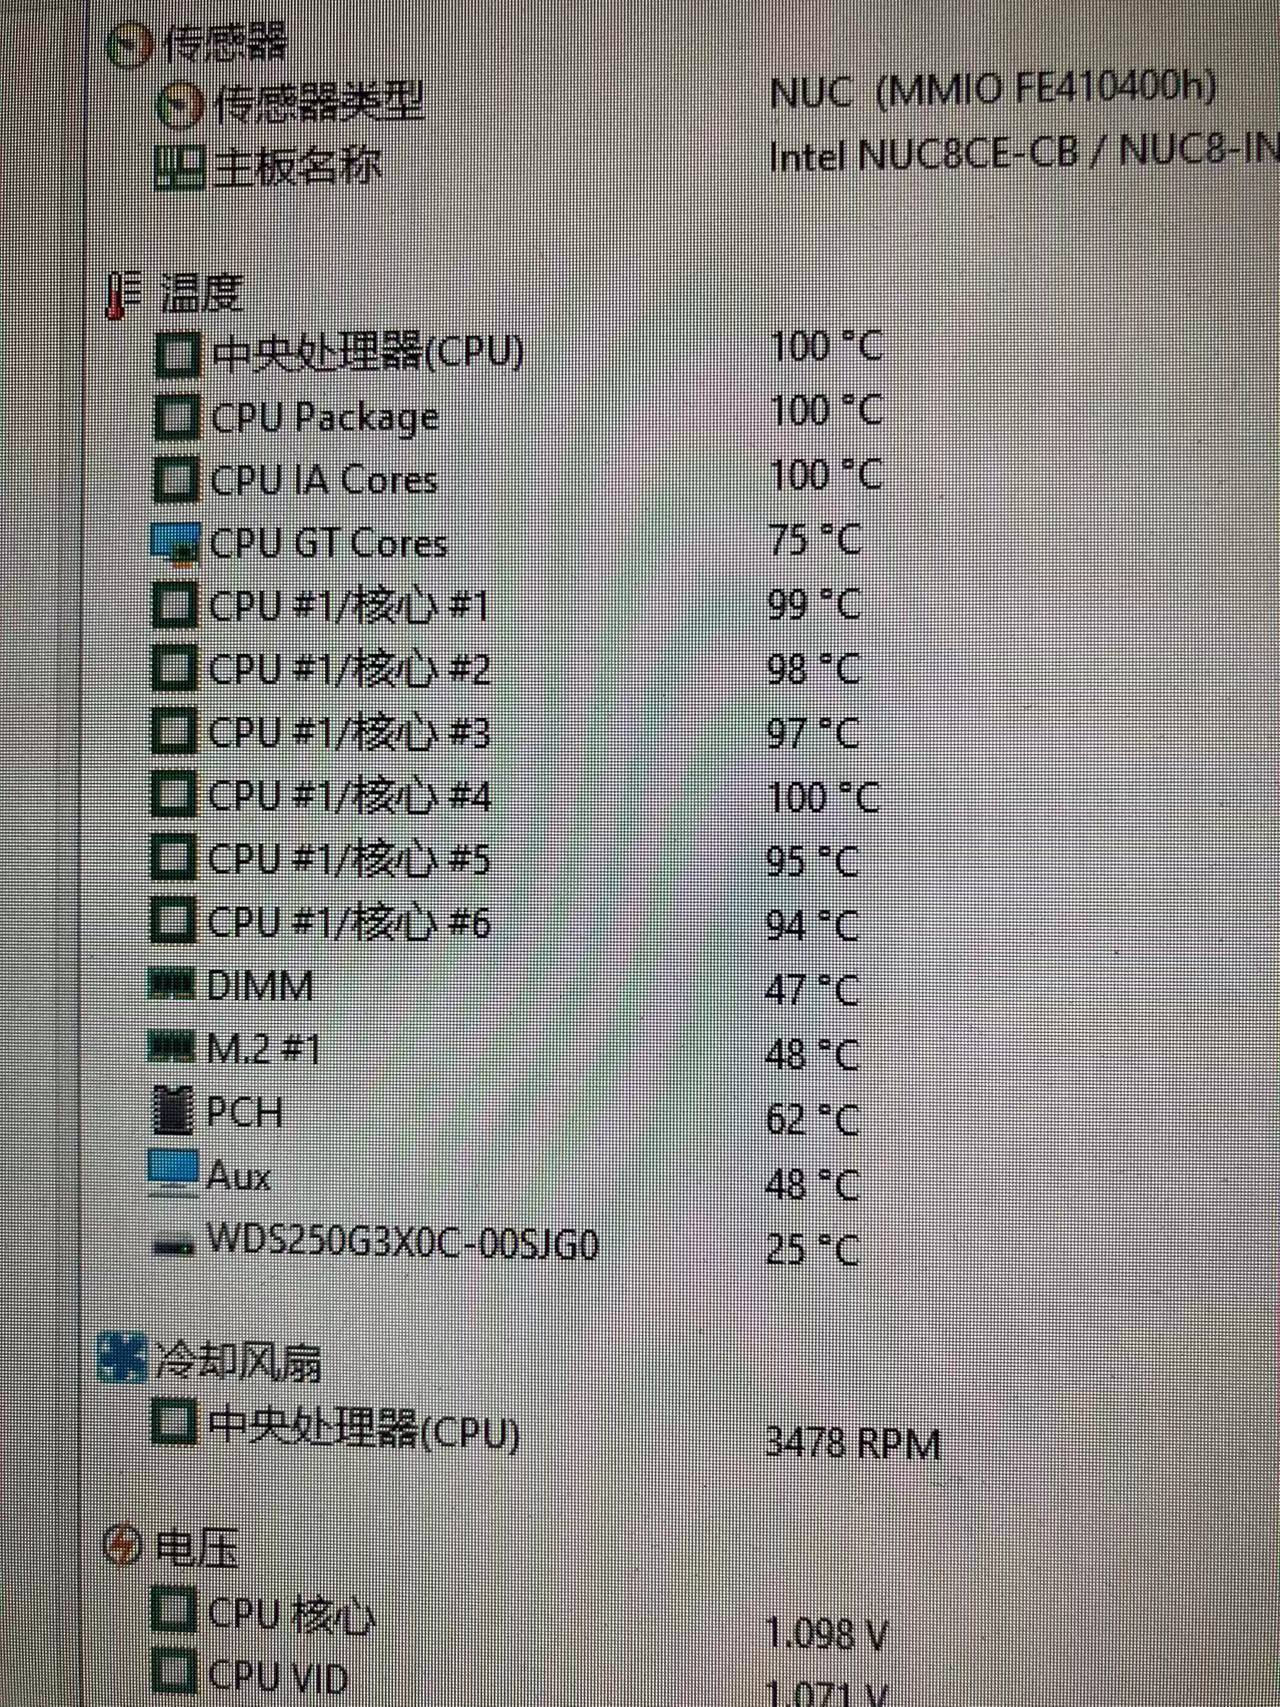 传感器
传感器类型 NUC (MMIO FE410400h)
主板名称 Intel NUC8CE-CB / NUC8-IN
温度
中央处理器(CPU) 100 °C
CPU Package 100 °C
CPU IA Cores 100 °C
CPU GT Cores 75 °C
CPU #1/核心 #1 99 °C
CPU #1/核心 #2 98 °C
CPU #1/核心 #3 97 °C
CPU #1/核心 #4 100 °C
CPU #1/核心 #5 95 °C
CPU #1/核心 #6 94 °C
DIMM 47 °C
M.2 #1 48 °C
PCH 62 °C
Aux 48 °C
WDS250G3X0C-00SJG0 25 °C
冷却风扇
中央处理器(CPU) 3478 RPM
电压
CPU 核心 1.098 V
CPU VID 1.071 V